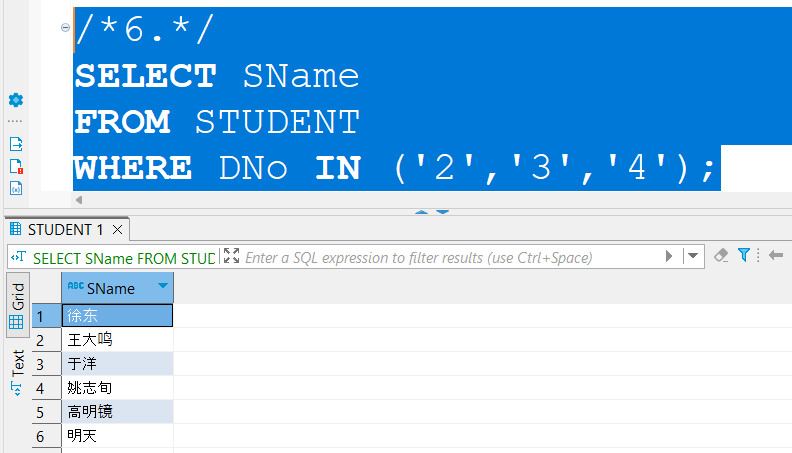 /*6.*/
SELECT SName
FROM STUDENT
WHERE DNo IN ('2','3','4');
STUDENT 1
SELECT SName FROM STUD
Enter a SQL expression to filter results (use Ctrl+Space)
Grid
Text
ABC SName
1 徐东
2 王大鸣
3 于洋
4 姚志旬
5 高明镜
6 明天